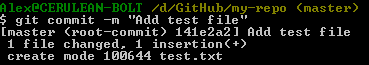 Alex@CERULEAN-BOLT /d/GitHub/my-repo (master)
$ git commit -m "Add test file"
[master (root-commit) 141e2a2] Add test file
 1 file changed, 1 insertion(+)
 create mode 100644 test.txt